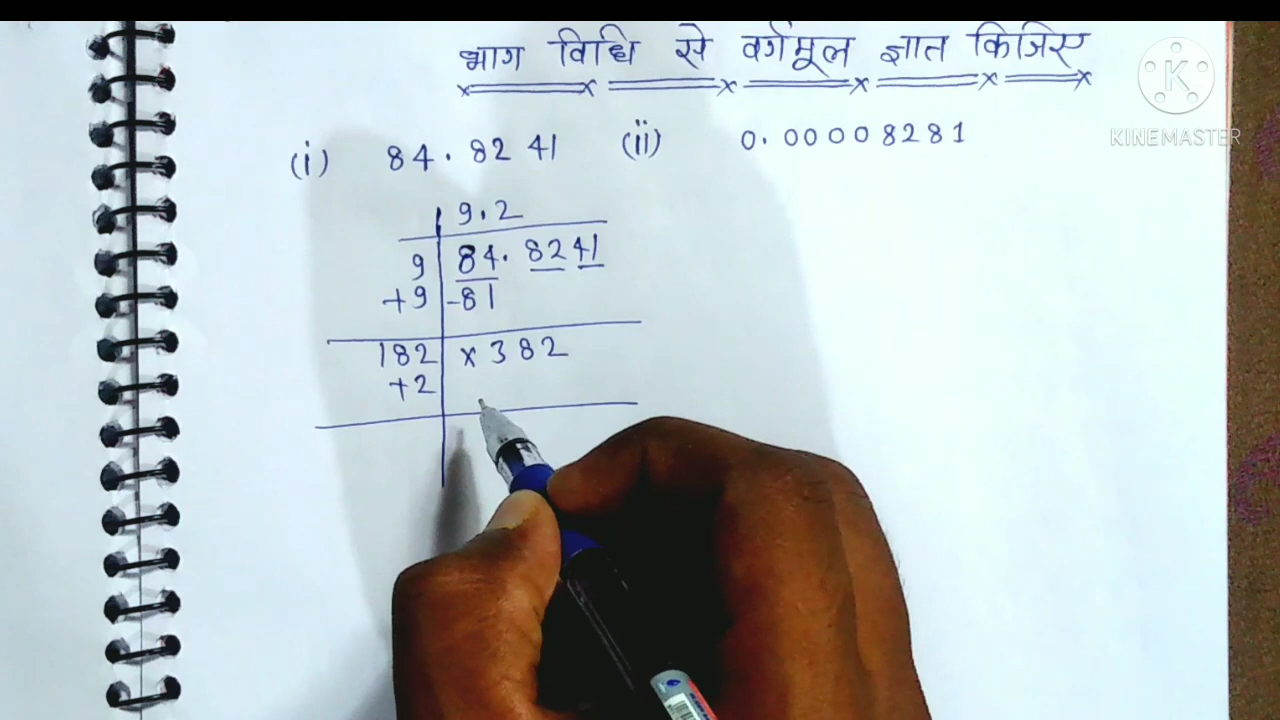 भाग विधि से वर्गमूल ज्ञात किजिए
K
KINEMASTER
(i) 84.8241 (ii) 0.00008281
9.2
9 84.8241
+9 -81
182 x382
+2